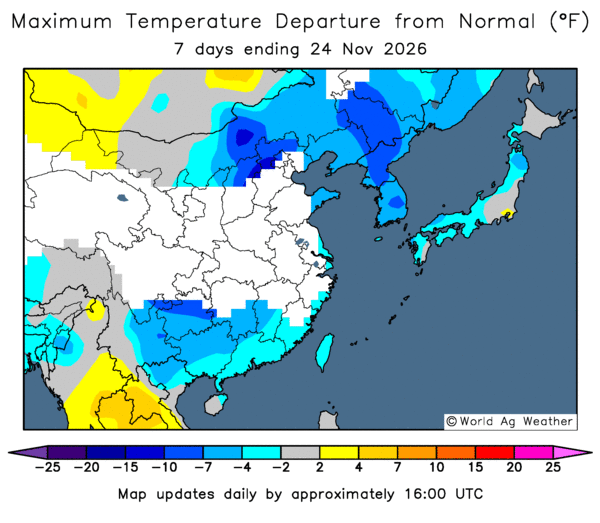 Maximum Temperature Departure from Normal (°F)
7 days ending 24 Nov 2026
© World Ag Weather
-25 -20 -15 -10 -7 -4 -2 2 4 7 10 15 20 25
Map updates daily by approximately 16:00 UTC